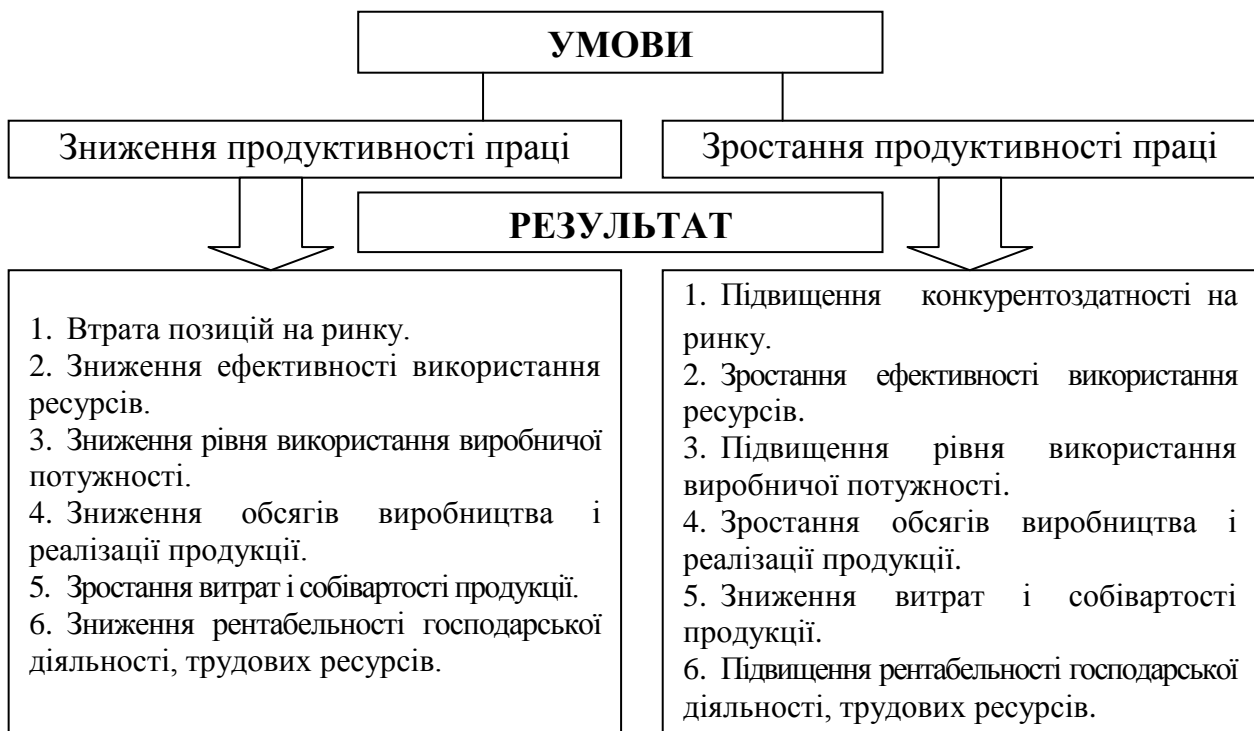 УМОВИ
Зниження продуктивності праці
Зростання продуктивності праці
РЕЗУЛЬТАТ
1. Втрата позицій на ринку.
2. Зниження ефективності використання
ресурсів.
3. Зниження рівня використання виробничої
потужності.
4. Зниження обсягів виробництва і
реалізації продукції.
5. Зростання витрат і собівартості продукції.
6. Зниження рентабельності господарської
діяльності, трудових ресурсів.
1. Підвищення конкурентоздатності на
ринку.
2. Зростання ефективності використання
ресурсів.
3. Підвищення рівня використання
виробничої потужності.
4. Зростання обсягів виробництва і
реалізації продукції.
5. Зниження витрат і собівартості
продукції.
6. Підвищення рентабельності господарської
діяльності, трудових ресурсів.